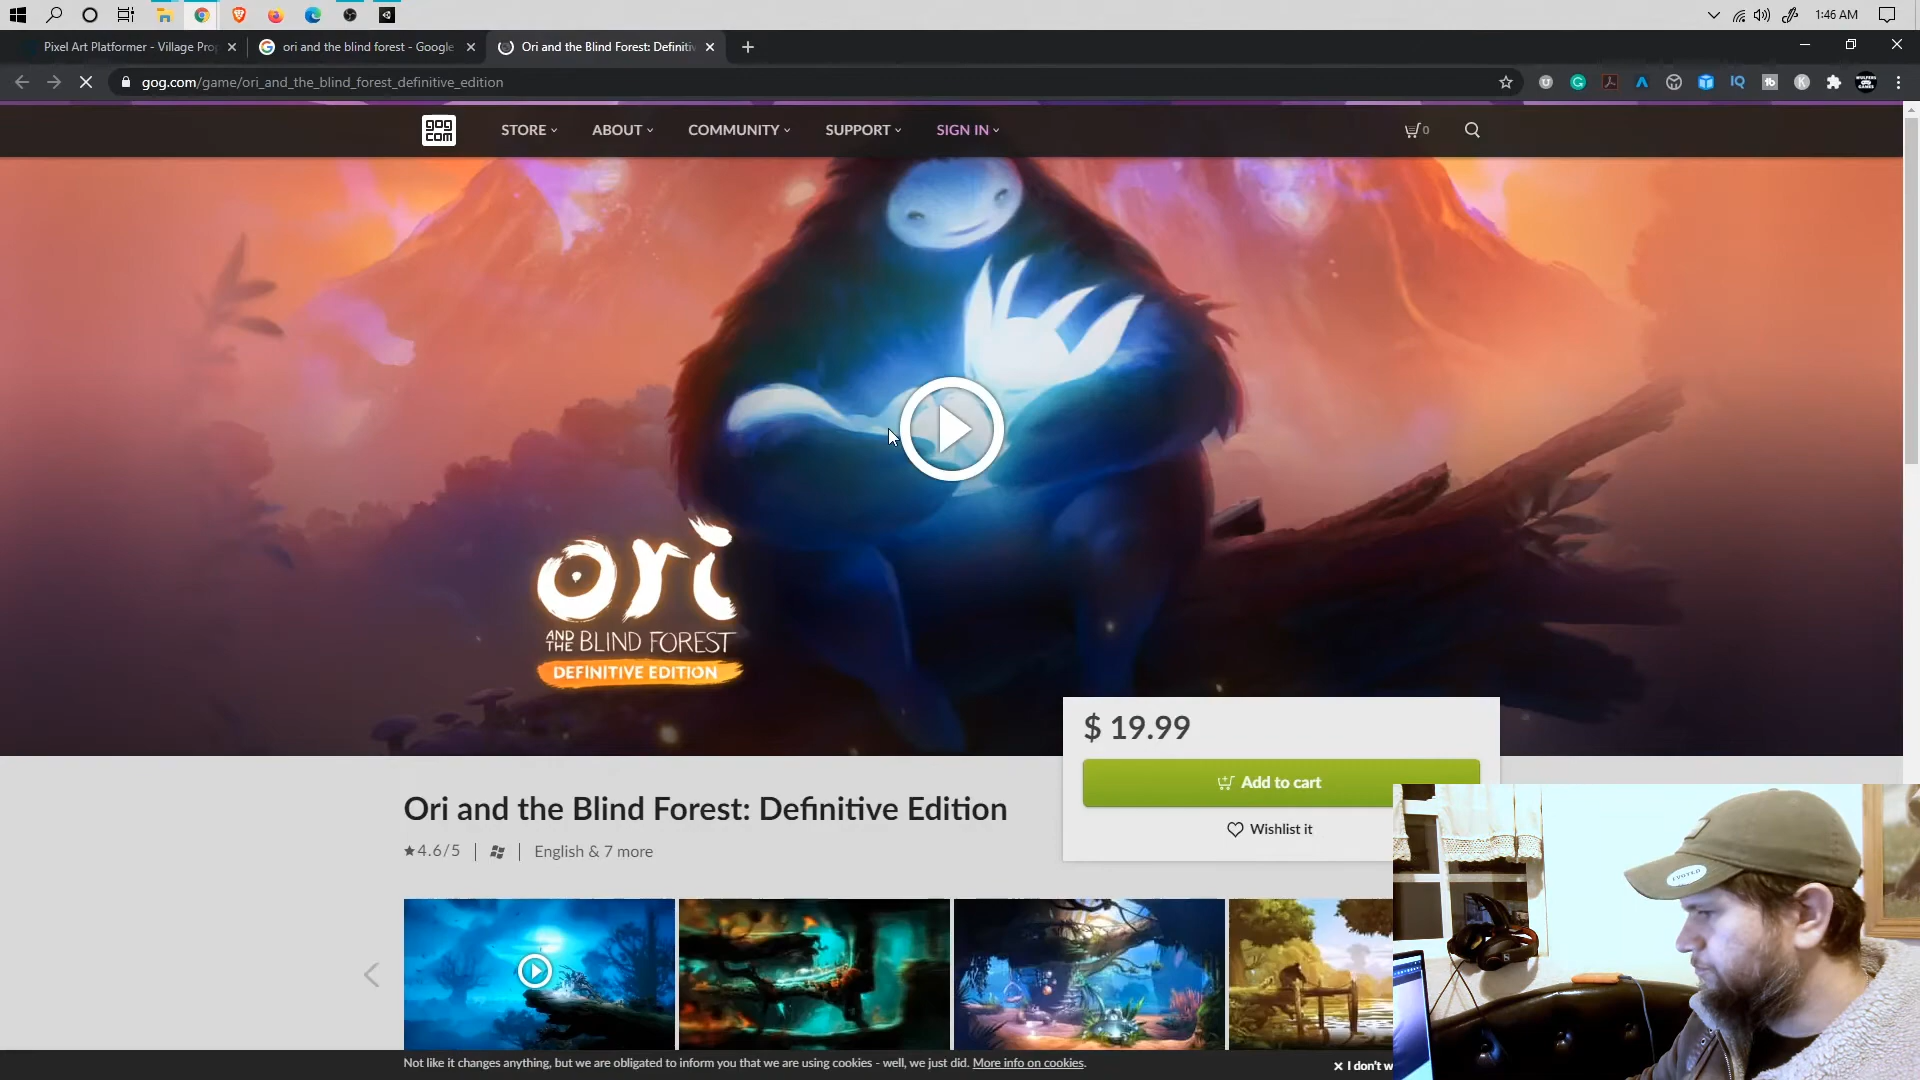 1:46 AM
Pixel Art Platformer - Village Pro
ori and the blind forest - Google
Ori and the Blind Forest: Definiti
gog.com/game/ori_and_the_blind_forest_definitive_edition
gog
com
STORE
ABOUT
COMMUNITY
SUPPORT
SIGN IN
0
ori
AND THE BLIND FOREST
DEFINITIVE EDITION
$ 19.99
Add to cart
Wishlist it
Ori and the Blind Forest: Definitive Edition
4.6/5
English & 7 more
Not like it changes anything, but we are obligated to inform you that we are using cookies - well, we just did. More info on cookies.
I don't w